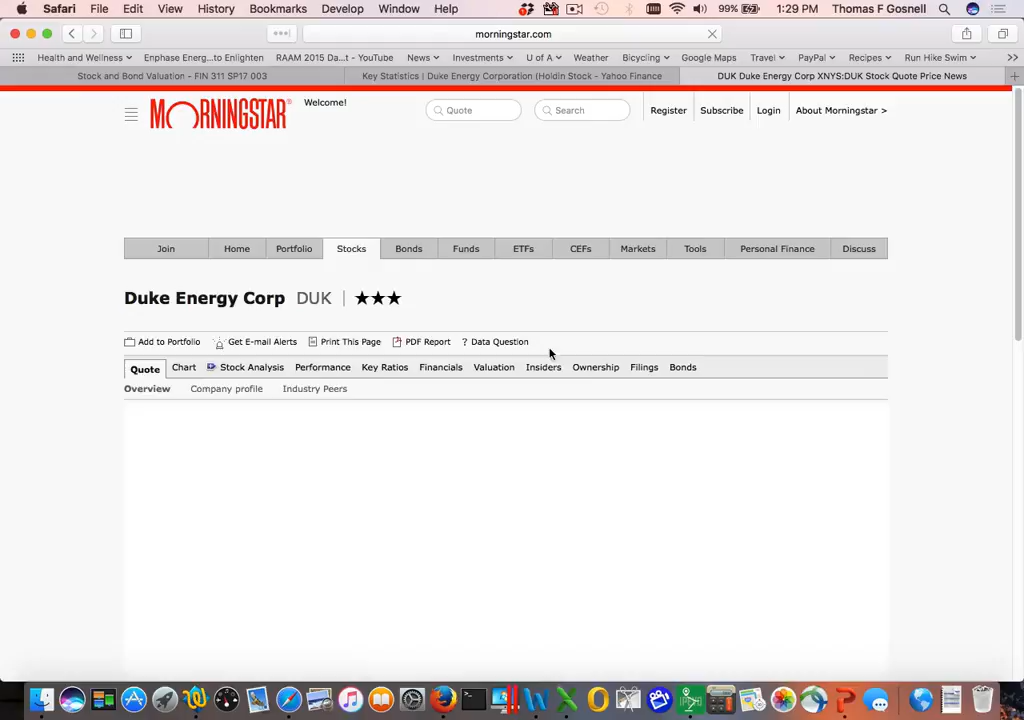 Safari File Edit View History Bookmarks Develop Window Help 99% 1:29 PM Thomas F Gosnell
morningstar.com
Health and Wellness Enphase Energ...to Enlighten RAAM 2015 Da...t - YouTube News Investments U of A Weather Bicycling Google Maps Travel PayPal Recipes Run Hike Swim
Stock and Bond Valuation - FIN 311 SP17 003 Key Statistics | Duke Energy Corporation (Holdin Stock - Yahoo Finance DUK Duke Energy Corp XNYS:DUK Stock Quote Price News
MORNINGSTAR® Welcome! Quote Search Register Subscribe Login About Morningstar >
Join Home Portfolio Stocks Bonds Funds ETFs CEFs Markets Tools Personal Finance Discuss
Duke Energy Corp DUK | ★★★
Add to Portfolio Get E-mail Alerts Print This Page PDF Report ? Data Question
Quote Chart Stock Analysis Performance Key Ratios Financials Valuation Insiders Ownership Filings Bonds
Overview Company profile Industry Peers